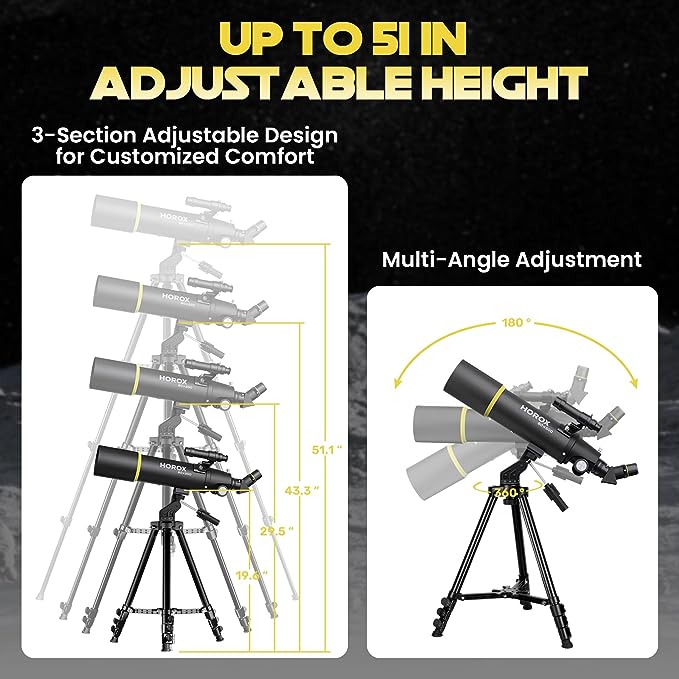 UP TO 51 IN
ADJUSTABLE HEIGHT
3-Section Adjustable Design
for Customized Comfort
HOROX
HOROX
HOROX
HOROX
51.1 "
43.3 "
29.5 "
19.6 "
Multi-Angle Adjustment
180 °
HOROX
360 °